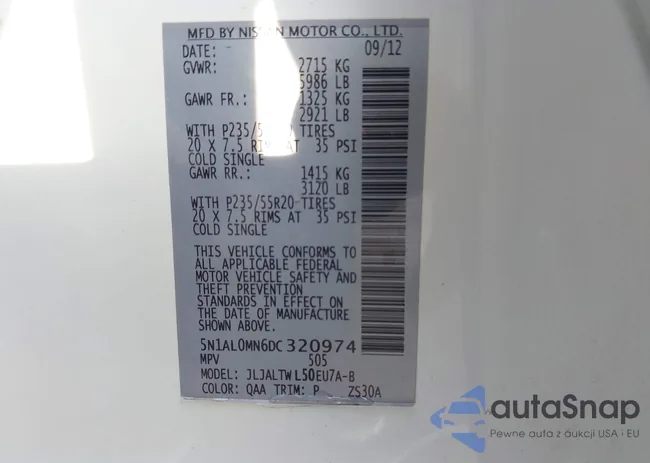 MFD BY NISSAN MOTOR CO., LTD.
DATE: 09/12
GVWR: 2715 KG
5986 LB
GAWR FR.: 1325 KG
2921 LB
WITH P235/5 TIRES
20 X 7.5 RIMS AT 35 PSI
COLD SINGLE
GAWR RR.: 1415 KG
3120 LB
WITH P235/55R20 TIRES
20 X 7.5 RIMS AT 35 PSI
COLD SINGLE
THIS VEHICLE CONFORMS TO
ALL APPLICABLE FEDERAL
MOTOR VEHICLE SAFETY AND
THEFT PREVENTION
STANDARDS IN EFFECT ON
THE DATE OF MANUFACTURE
SHOWN ABOVE.
5N1AL0MN6DC320974
MPV 505
MODEL: JLJALTWL50EU7A-B
COLOR: QAA TRIM: P ZS30A
autaSnap
Pewne auta z aukcji USA i EU